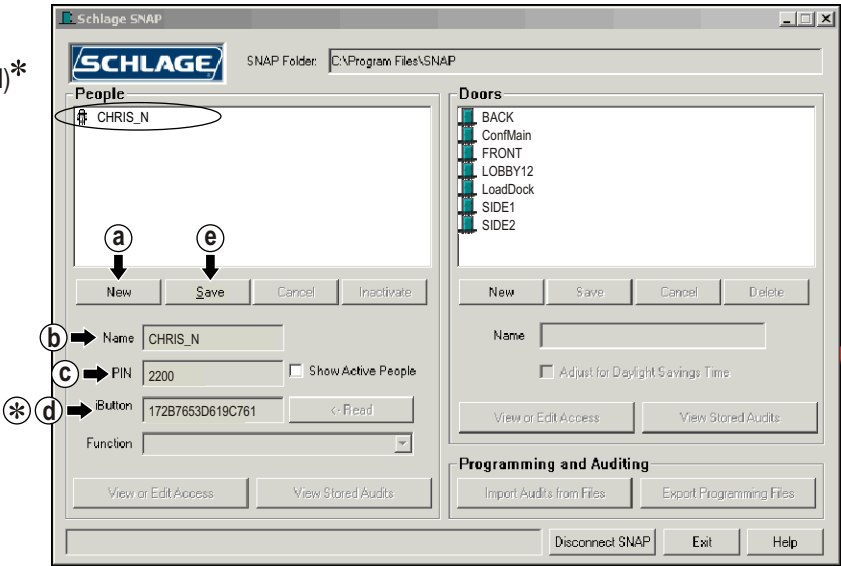 Schlage SNAP
l)*
SCHLAGE
SNAP Folder: C:\Program Files\SNAP
People
CHRIS_N
a
e
New
Save
Cancel
Inactivate
b
Name
CHRIS_N
c
PIN
2200
Show Active People
* d
iButton
172B7653D619C761
<- Read
Function
View or Edit Access
View Stored Audits
Doors
BACK
ConfMain
FRONT
LOBBY12
LoadDock
SIDE1
SIDE2
New
Save
Cancel
Delete
Name
Adjust for Daylight Savings Time
View or Edit Access
View Stored Audits
Programming and Auditing
Import Audits from Files
Export Programming Files
Disconnect SNAP
Exit
Help